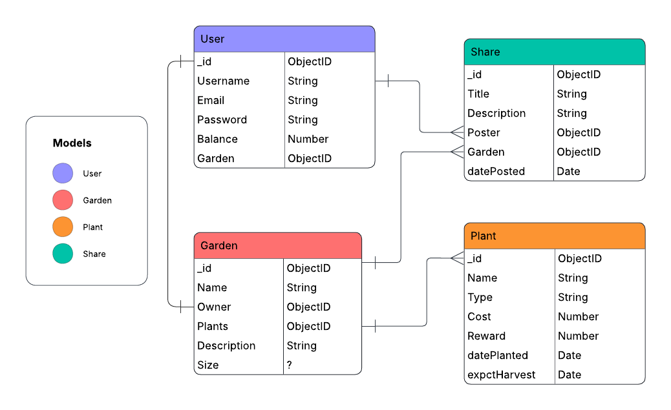 Models
User
Garden
Plant
Share
User
_id ObjectID
Username String
Email String
Password String
Balance Number
Garden ObjectID
Share
_id ObjectID
Title String
Description String
Poster ObjectID
Garden ObjectID
datePosted Date
Garden
_id ObjectID
Name String
Owner ObjectID
Plants ObjectID
Description String
Size ?
Plant
_id ObjectID
Name String
Type String
Cost Number
Reward Number
datePlanted Date
expctHarvest Date